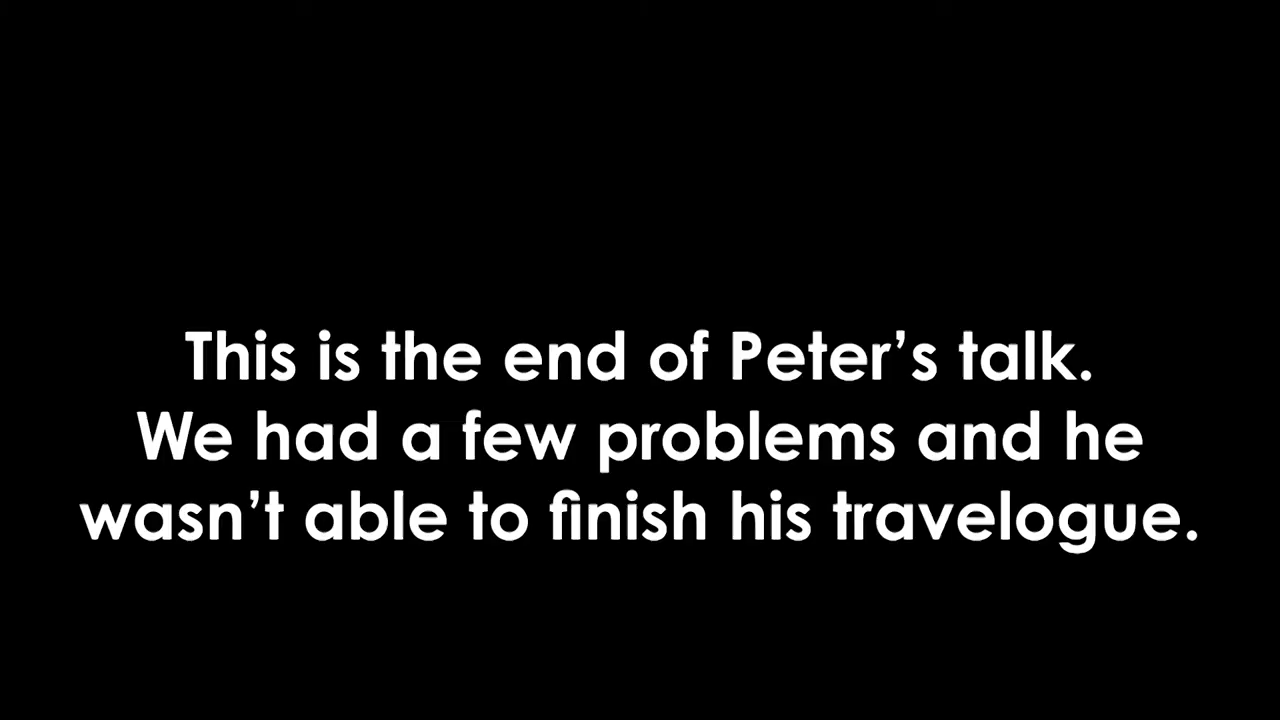 This is the end of Peter’s talk.
We had a few problems and he
wasn’t able to finish his travelogue.